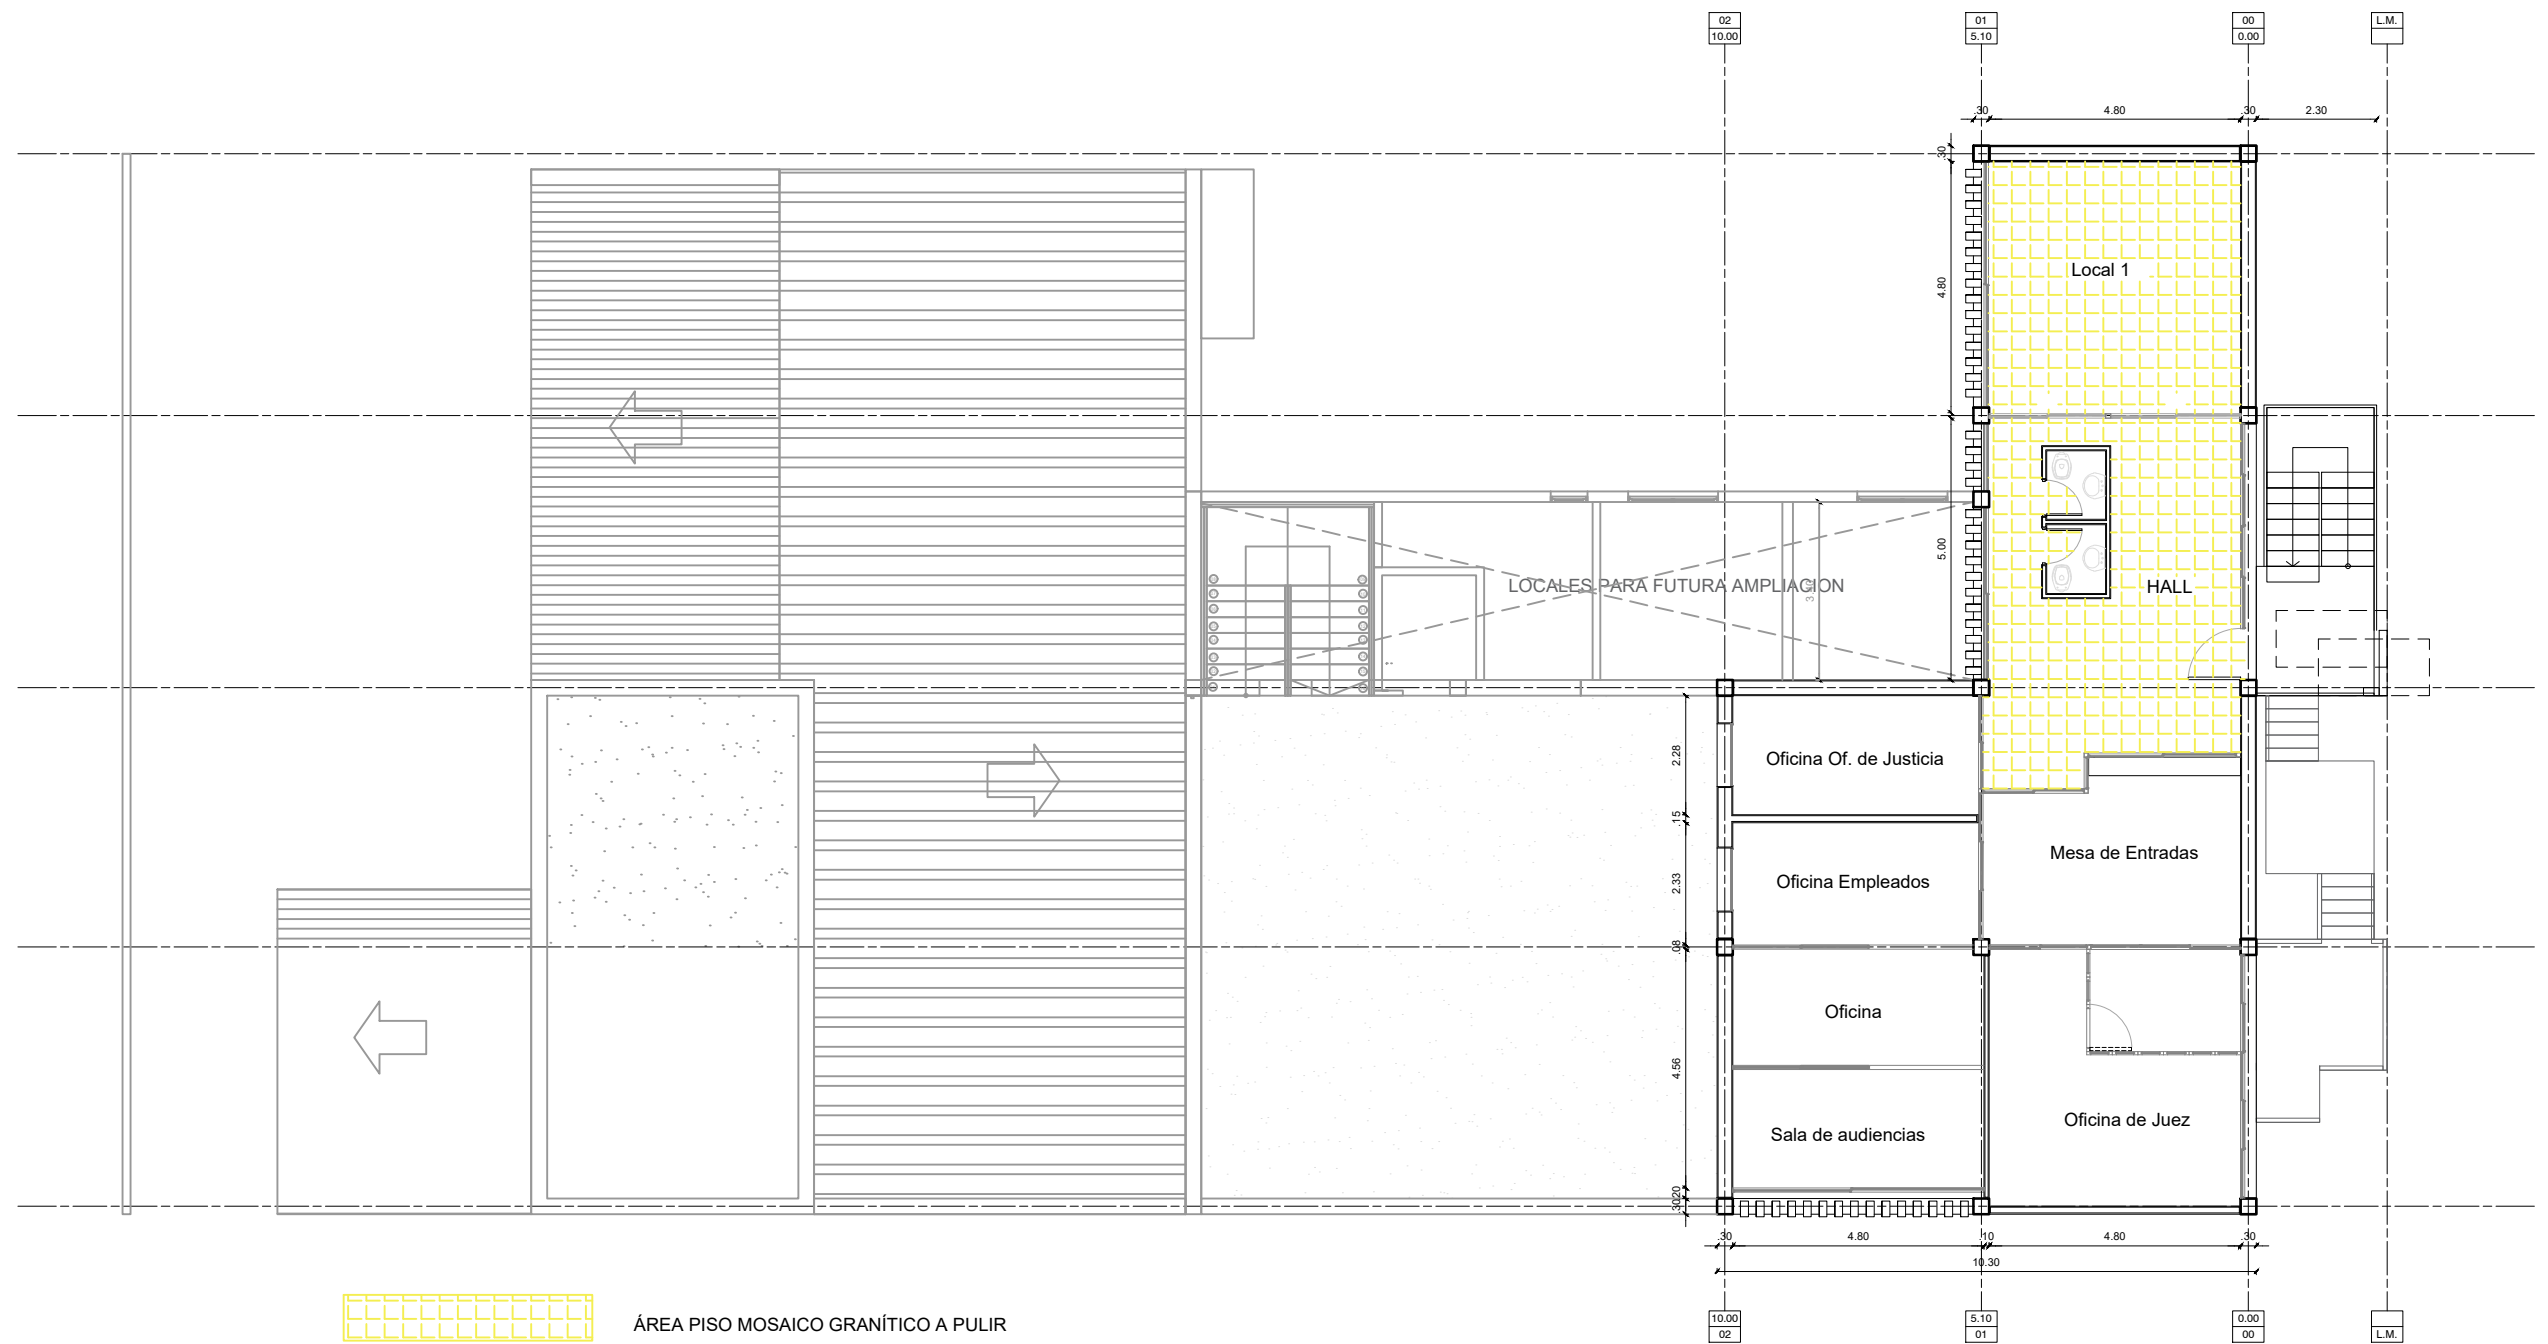 02
10.00
01
5.10
00
0.00
L.M.
.30
4.80
.30
2.30
.30
Local 1
4.80
5.00
LOCALES PARA FUTURA AMPLIACION
HALL
2.28
Oficina Of. de Justicia
.15
Mesa de Entradas
2.33
Oficina Empleados
.08
Oficina
4.56
Oficina de Juez
Sala de audiencias
.20
.30
.30
4.80
.10
4.80
.30
10.30
ÁREA PISO MOSAICO GRANÍTICO A PULIR
10.00
02
5.10
01
0.00
00
L.M.